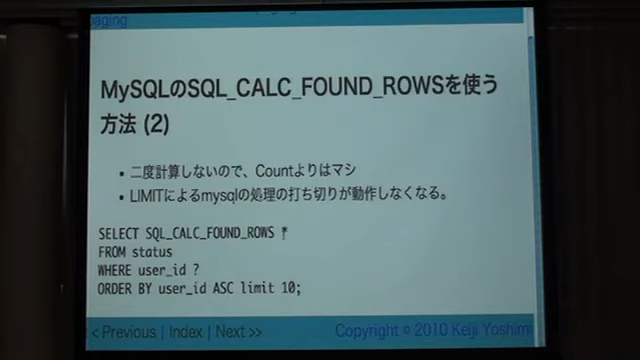 paging
MySQLのSQL_CALC_FOUND_ROWSを使う
方法 (2)
• 二度計算しないので、Countよりはマシ
• LIMITによるmysqlの処理の打ち切りが動作しなくなる。
SELECT SQL_CALC_FOUND_ROWS *
FROM status
WHERE user_id ?
ORDER BY user_id ASC limit 10;
< Previous | Index | Next >>
Copyright © 2010 Keiji Yoshimi